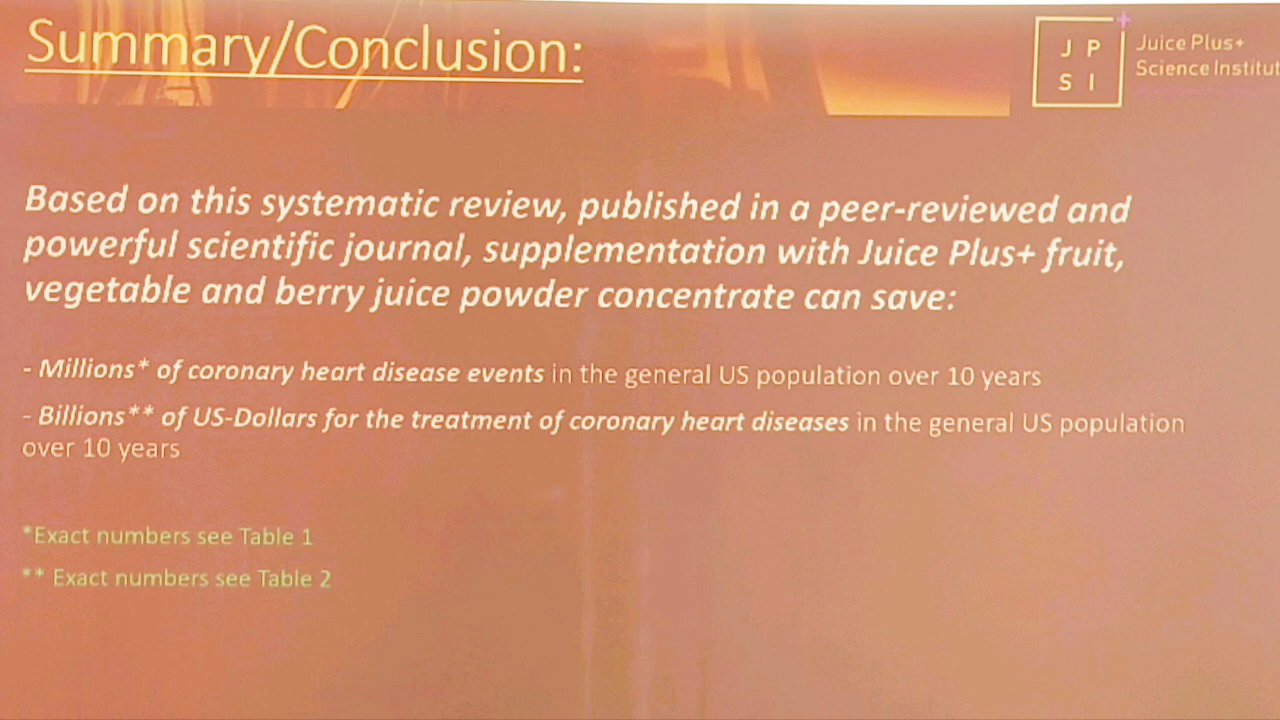 Summary/Conclusion:
J P
S I
Juice Plus+
Science Institut
Based on this systematic review, published in a peer-reviewed and
powerful scientific journal, supplementation with Juice Plus+ fruit,
vegetable and berry juice powder concentrate can save:
- Millions* of coronary heart disease events in the general US population over 10 years
- Billions** of US-Dollars for the treatment of coronary heart diseases in the general US population
over 10 years
*Exact numbers see Table 1
** Exact numbers see Table 2